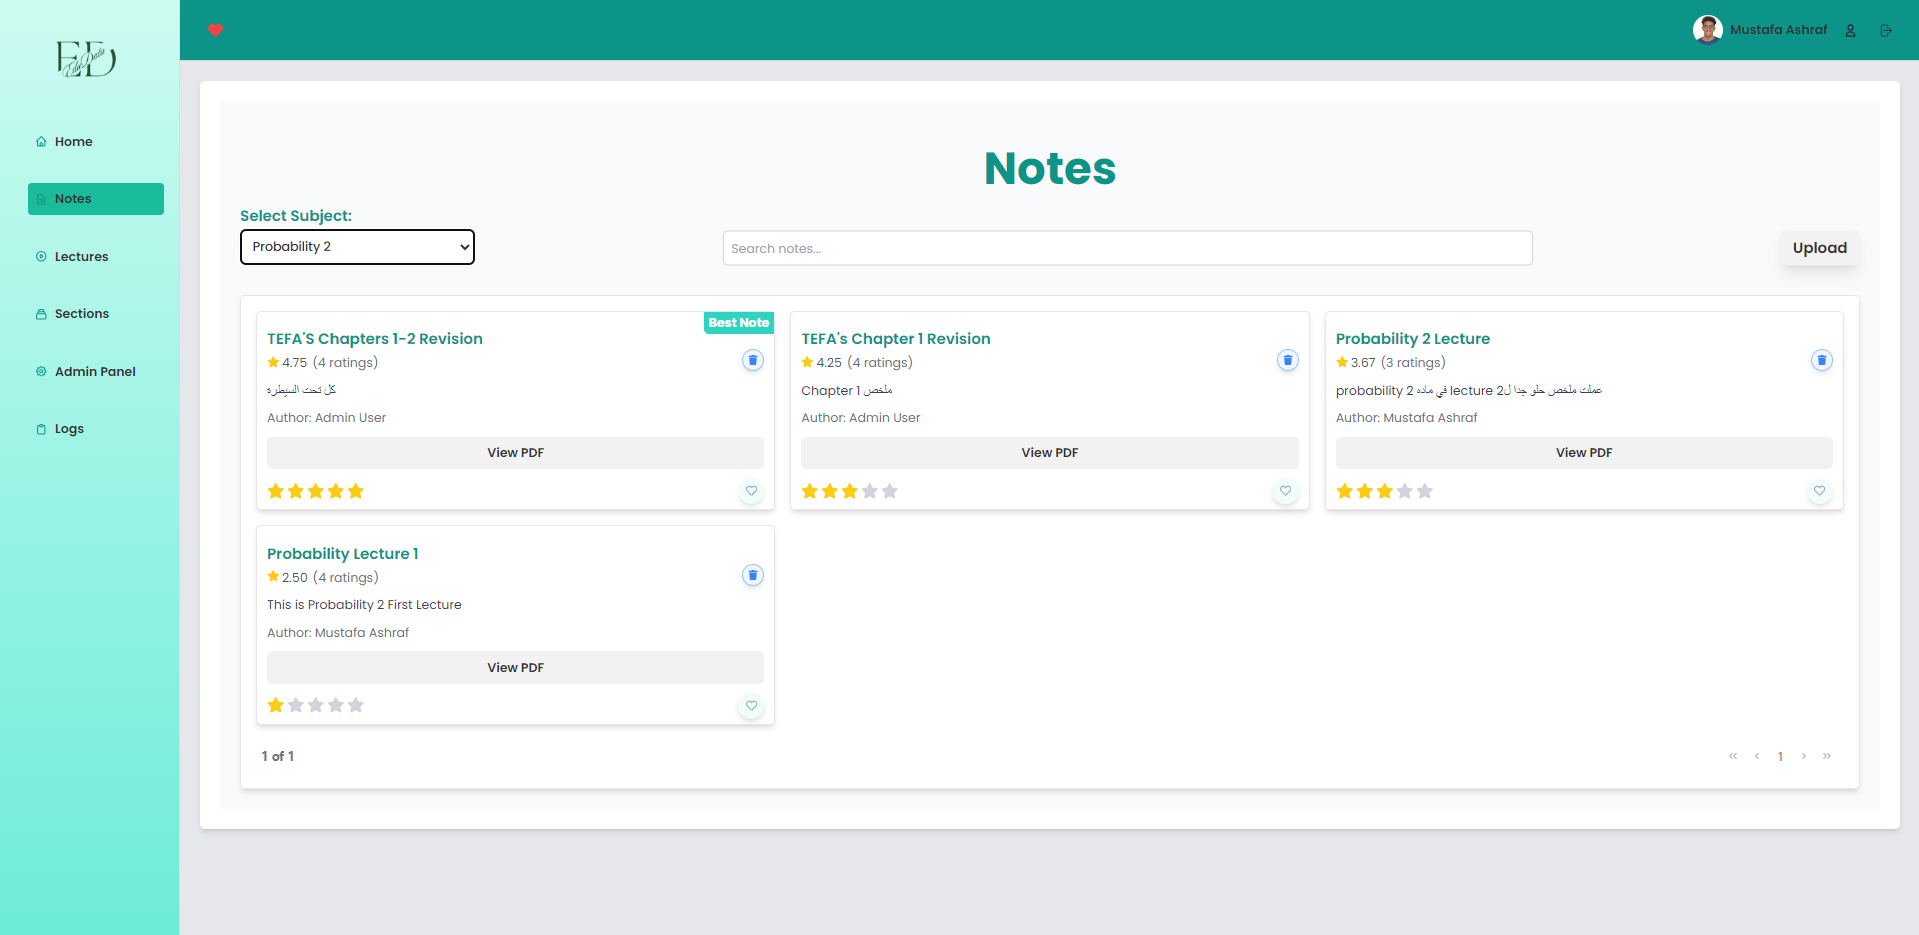 ED
Edu Data
Mustafa Ashraf
Home
Notes
Lectures
Sections
Admin Panel
Logs
Notes
Select Subject:
Probability 2
Search notes...
Upload
Best Note
TEFA'S Chapters 1-2 Revision
4.75 (4 ratings)
كل تحت السيطرة
Author: Admin User
View PDF
TEFA's Chapter 1 Revision
4.25 (4 ratings)
Chapter 1 ملخص
Author: Admin User
View PDF
Probability 2 Lecture
3.67 (3 ratings)
عملت ملخص حلو جدا ل2 lecture في ماده probability 2
Author: Mustafa Ashraf
View PDF
Probability Lecture 1
2.50 (4 ratings)
This is Probability 2 First Lecture
Author: Mustafa Ashraf
View PDF
1 of 1
« ‹ 1 › »